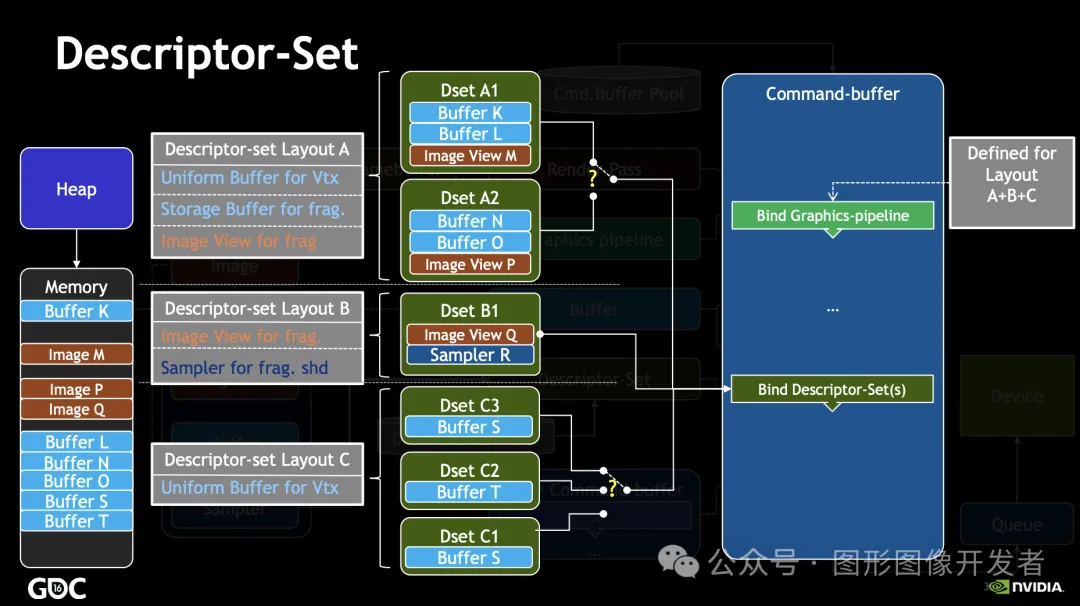 Descriptor-Set
Heap
Memory
Buffer K
Image M
Image P
Image Q
Buffer L
Buffer N
Buffer O
Buffer S
Buffer T
Descriptor-set Layout A
Uniform Buffer for Vtx
Storage Buffer for frag.
Image View for frag
Descriptor-set Layout B
Image View for frag.
Sampler for frag. shd
Descriptor-set Layout C
Uniform Buffer for Vtx
Dset A1
Buffer K
Buffer L
Image View M
Dset A2
Buffer N
Buffer O
Image View P
Dset B1
Image View Q
Sampler R
Dset C3
Buffer S
Dset C2
Buffer T
Dset C1
Buffer S
?
?
Cmd.Buffer Pool
Render Pass
Graphics pipeline
Image
Buffer
Descriptor-Set
Sampler
Command-buffer
...
Command-buffer
Bind Graphics-pipeline
...
Bind Descriptor-Set(s)
Defined for
Layout
A+B+C
Device
Queue
公众号 · 图形图像开发者
GDC
16
NVIDIA.